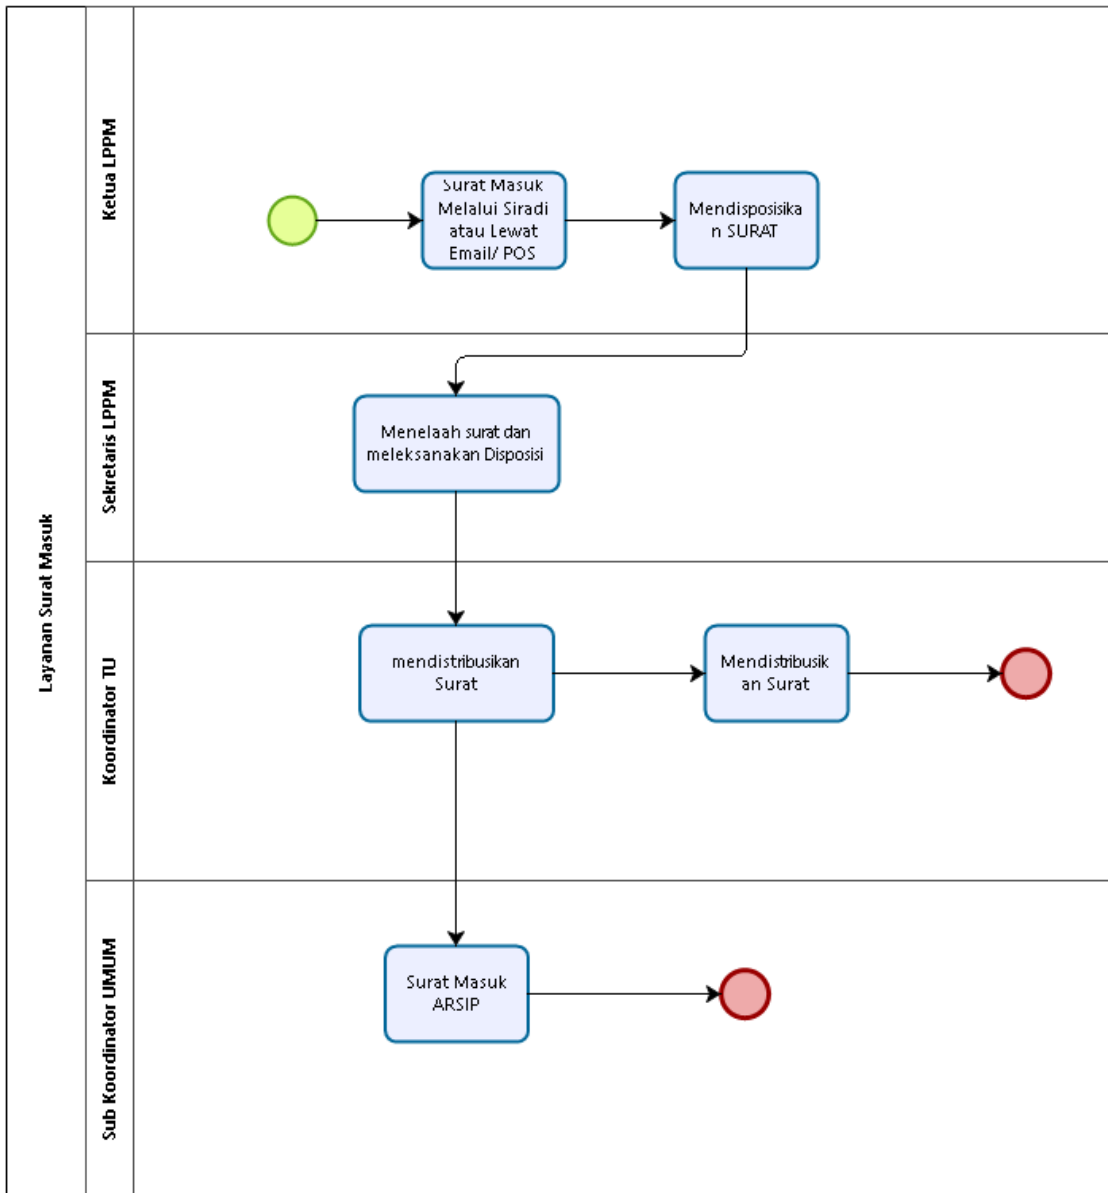 Layanan Surat Masuk
Ketua LPPM
Surat Masuk
Melalui Siradi
atau Lewat
Email/ POS
Mendisposisika
n SURAT
Sekretaris LPPM
Menelaah surat dan
meleksanakan Disposisi
Koordinator TU
mendistribusikan
Surat
Mendistribusik
an Surat
Sub Koordinator UMUM
Surat Masuk
ARSIP